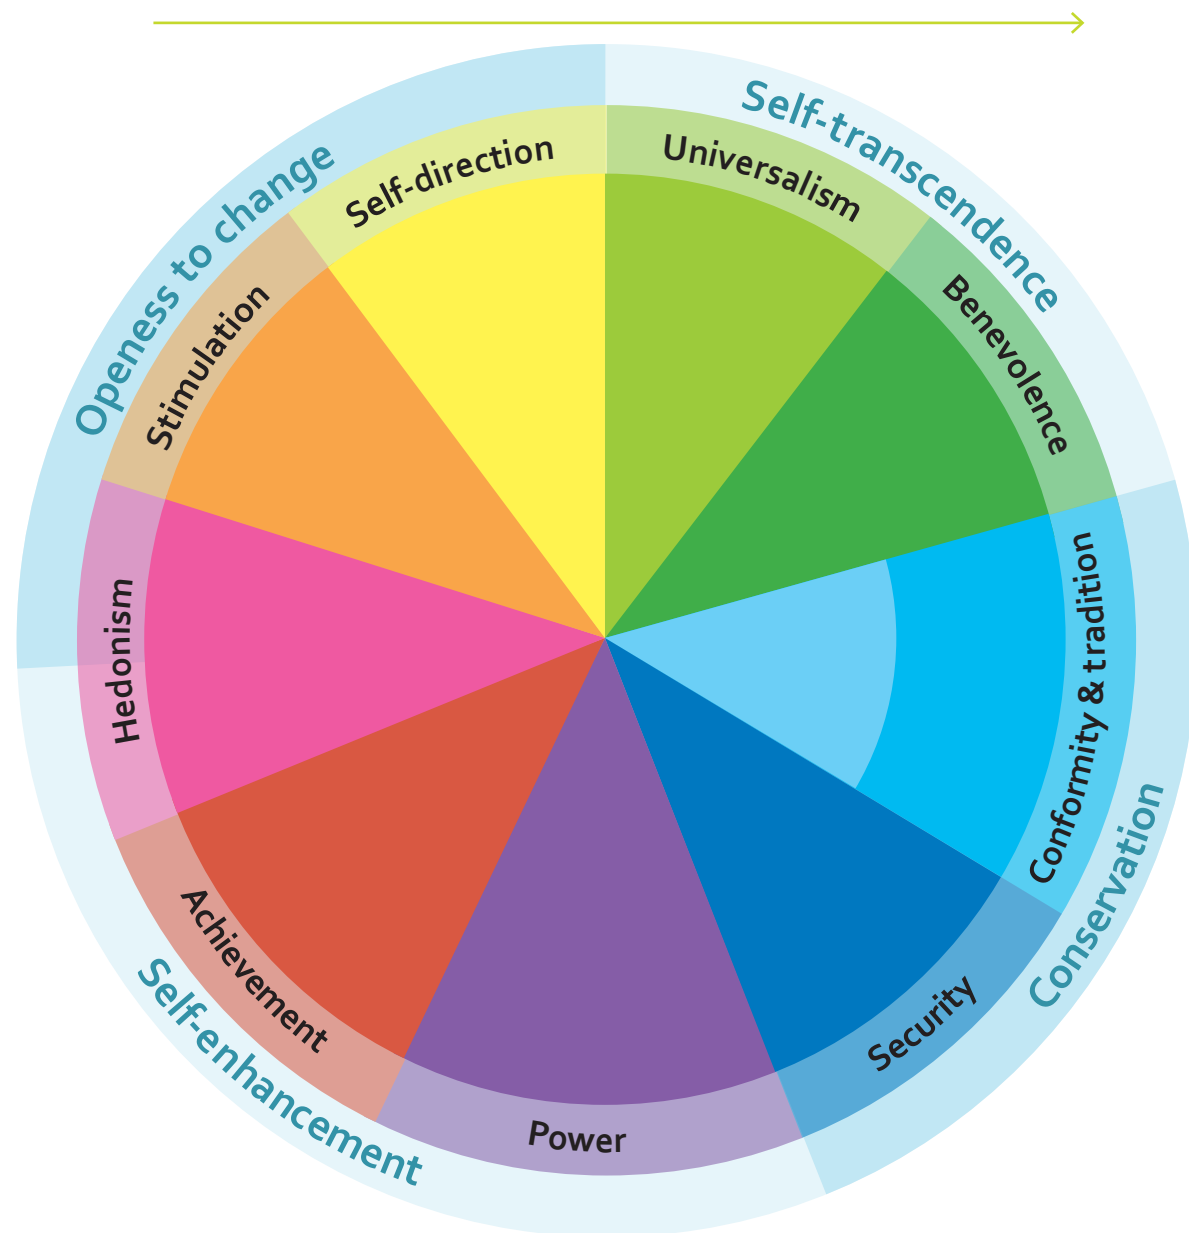 Self-transcendence
Universalism
Benevolence
Conformity & tradition
Conservation
Security
Power
Self-enhancement
Achievement
Hedonism
Openess to change
Stimulation
Self-direction